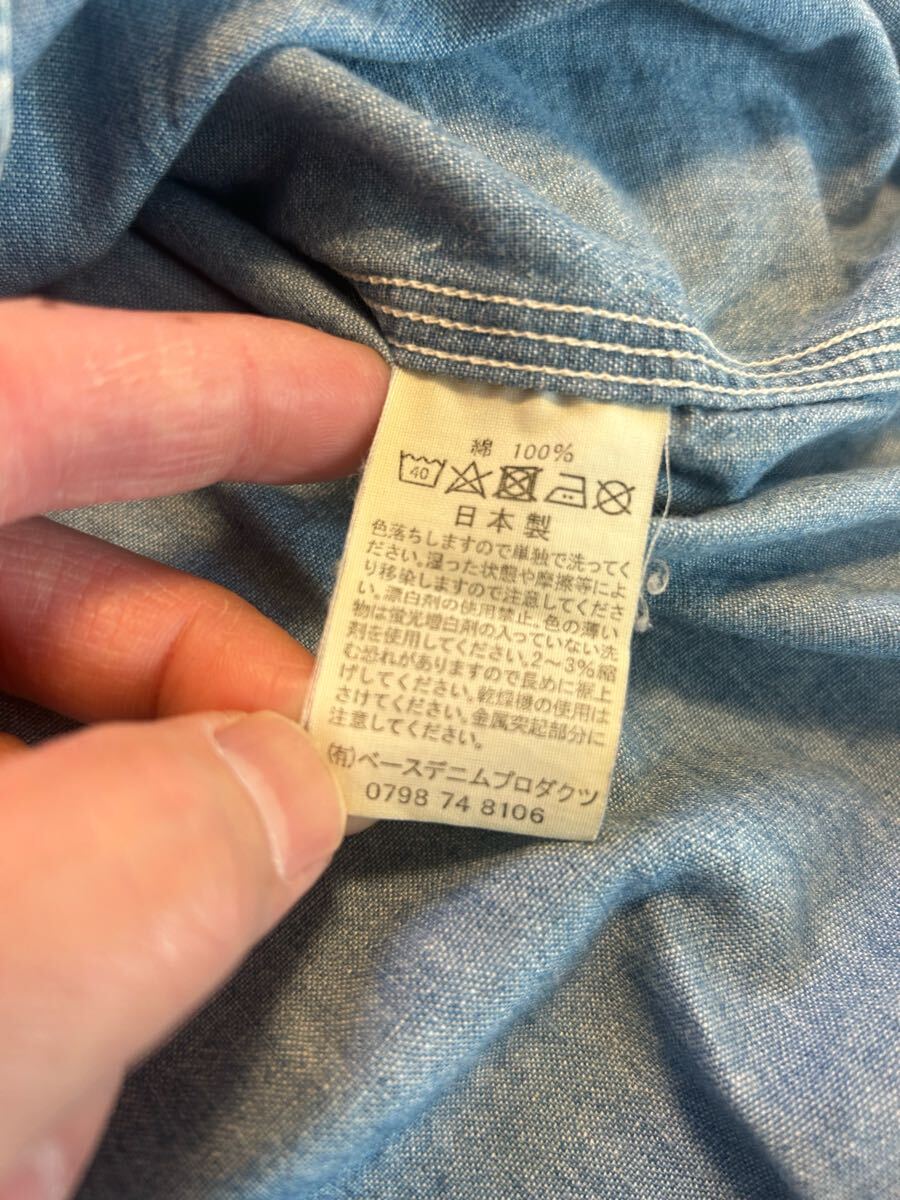 綿 100%
40
日本製
色落ちしますので単独で洗ってく
ださい。湿った状態や摩擦等によ
り移染しますので注意してくださ
い。漂白剤の使用禁止。色の薄い
物は蛍光増白剤の入っていない洗
剤を使用してください。2~3%縮
む恐れがありますので長めに裾上
げしてください。乾燥機の使用は
さけてください。金属突起部分に
注意してください。
(有)ベースデニムプロダクツ
0798 74 8106